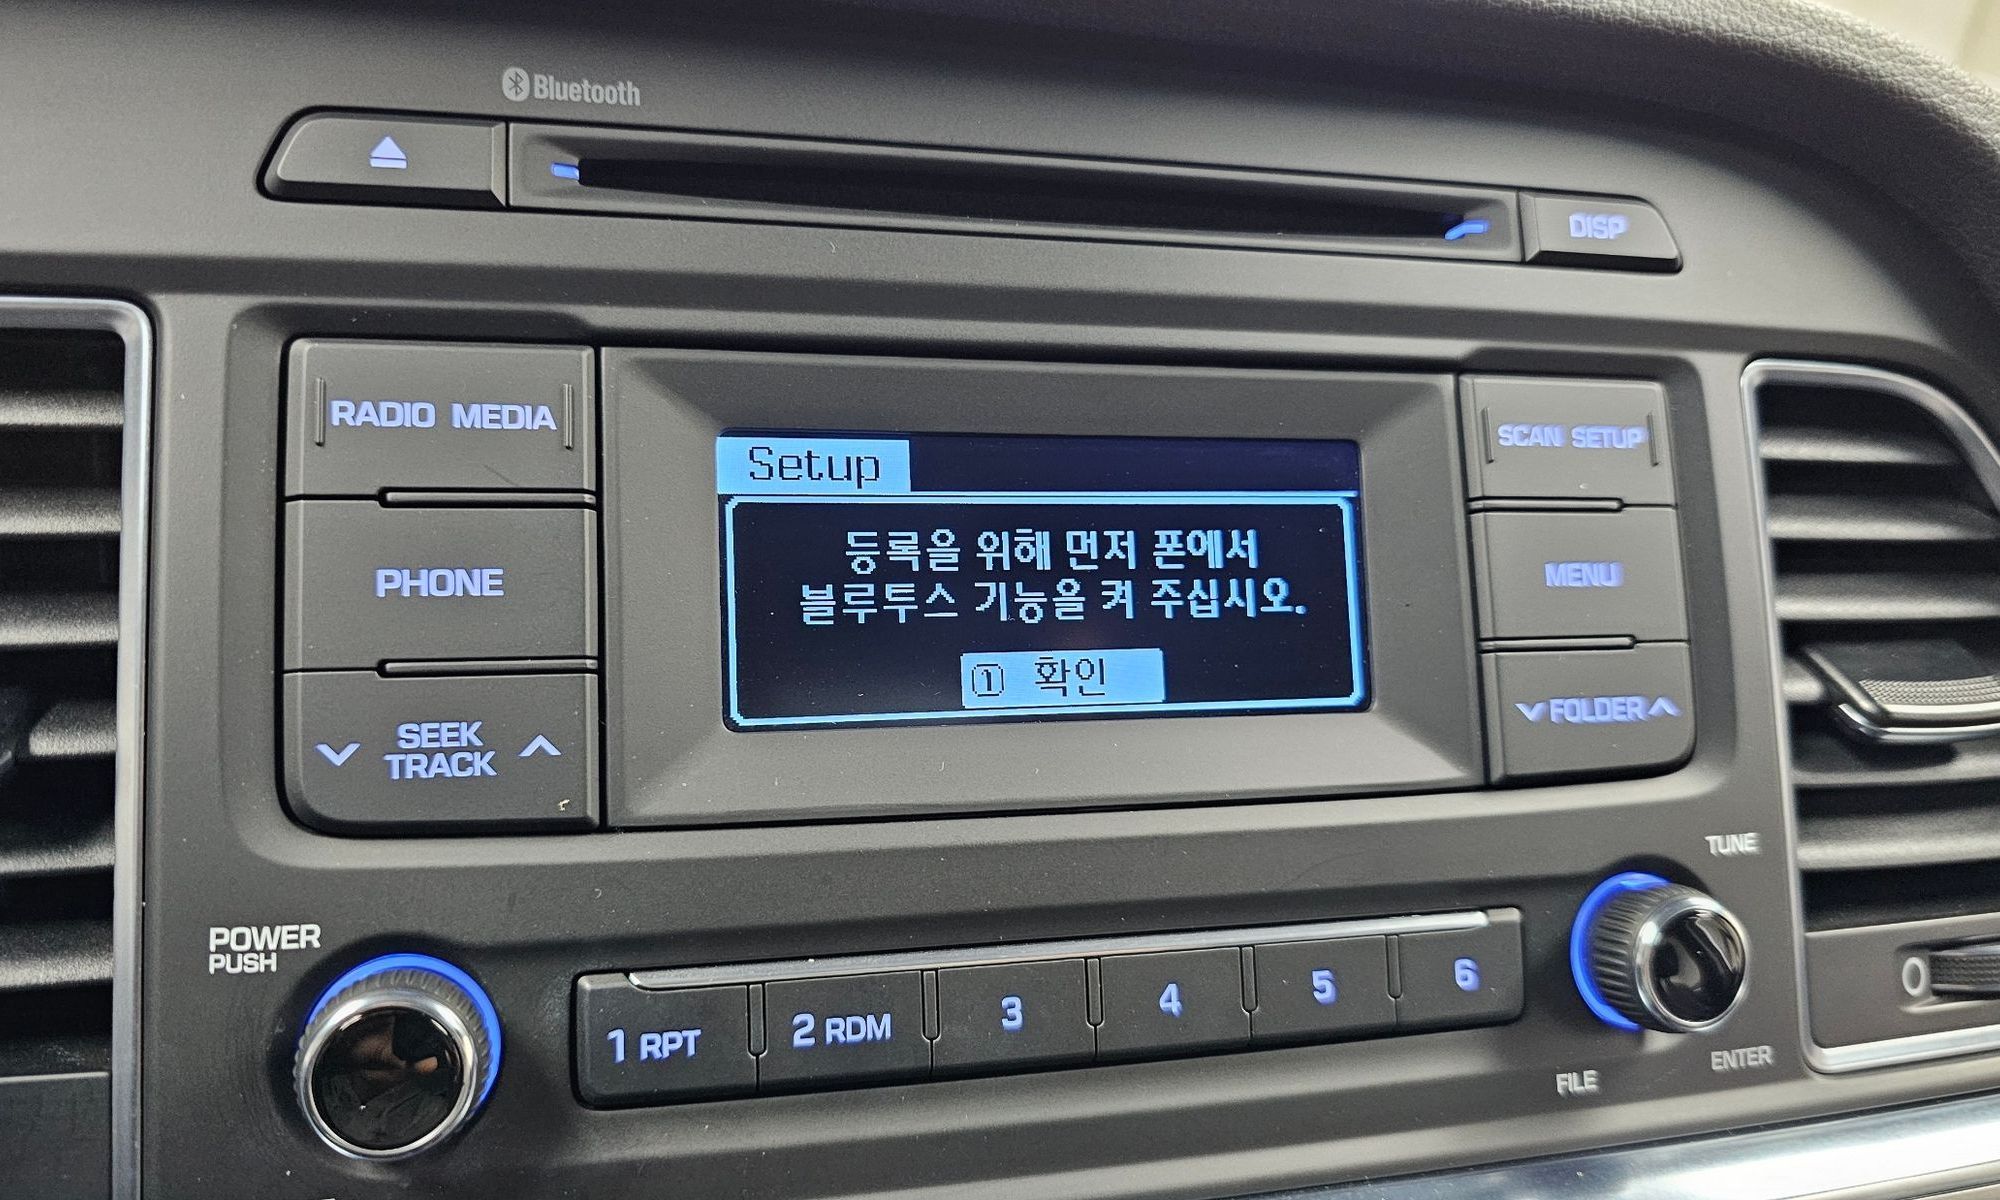 Bluetooth
DISP
RADIO MEDIA
SCAN SETUP
Setup
등록을 위해 먼저 폰에서
블루투스 기능을 켜 주십시오.
① 확인
PHONE
MENU
SEEK
TRACK
FOLDER
POWER
PUSH
1 RPT
2 RDM
3
4
5
6
TUNE
FILE
ENTER
0